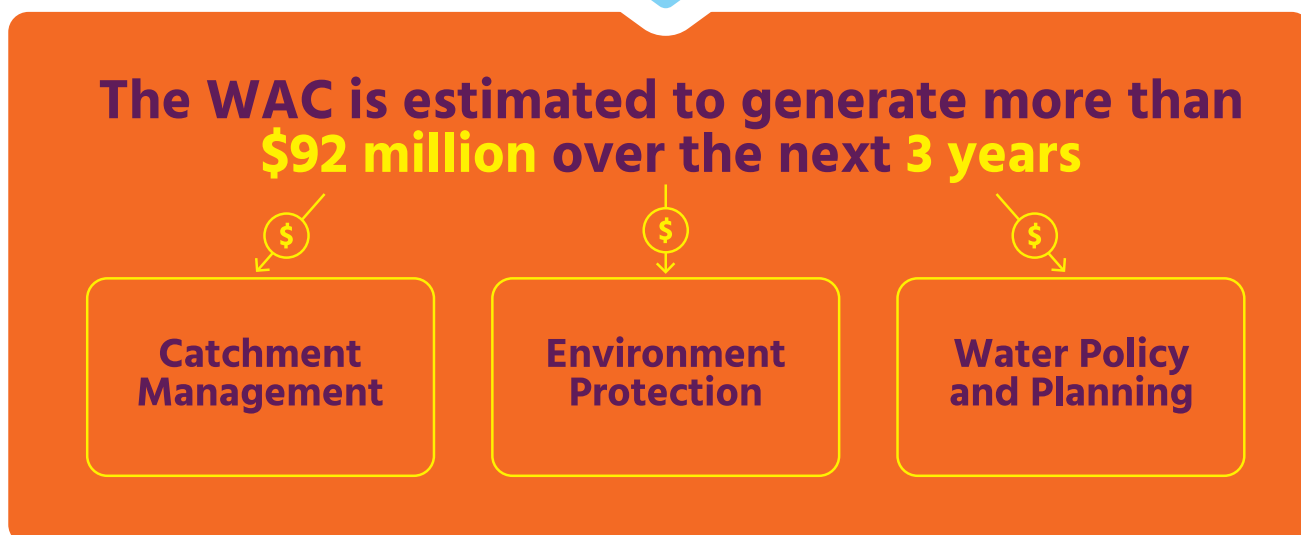 The WAC is estimated to generate more than
$92 million over the next 3 years
$
$
$
Catchment
Management
Environment
Protection
Water Policy
and Planning